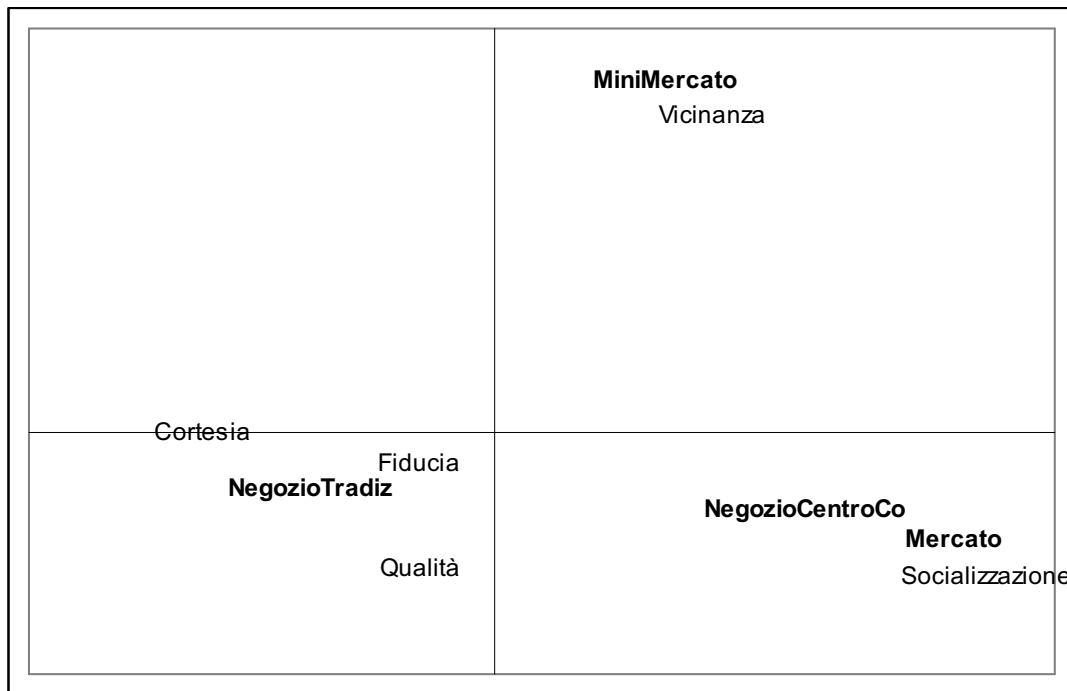 MiniMercato
Vicinanza
Cortesia
Fiducia
NegozioTradiz
NegozioCentroCo
Mercato
Qualità
Socializzazione